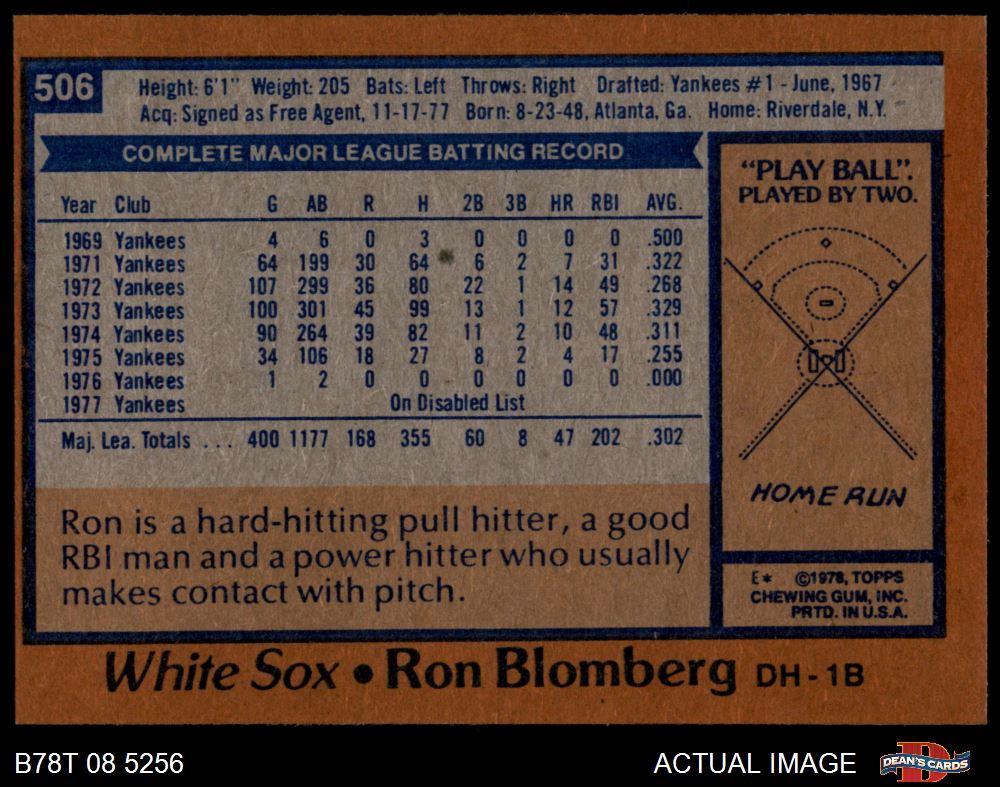 506
Height: 6'1" Weight: 205 Bats: Left Throws: Right Drafted: Yankees #1 - June, 1967
Acq: Signed as Free Agent, 11-17-77 Born: 8-23-48, Atlanta, Ga. Home: Riverdale, N.Y.
COMPLETE MAJOR LEAGUE BATTING RECORD
Year Club G AB R H 2B 3B HR RBI AVG.
1969 Yankees 4 6 0 3 0 0 0 0 .500
1971 Yankees 64 199 30 64 6 2 7 31 .322
1972 Yankees 107 299 36 80 22 1 14 49 .268
1973 Yankees 100 301 45 99 13 1 12 57 .329
1974 Yankees 90 264 39 82 11 2 10 48 .311
1975 Yankees 34 106 18 27 8 2 4 17 .255
1976 Yankees 1 2 0 0 0 0 0 0 .000
1977 Yankees On Disabled List
Maj. Lea. Totals . . . 400 1177 168 355 60 8 47 202 .302
Ron is a hard-hitting pull hitter, a good
RBI man and a power hitter who usually
makes contact with pitch.
"PLAY BALL".
PLAYED BY TWO.
HOME RUN
E* ©1978, TOPPS
CHEWING GUM, INC.
PRTD. IN U.S.A.
White Sox • Ron Blomberg DH - 1B
B78T 08 5256
ACTUAL IMAGE
DEAN'S CARDS